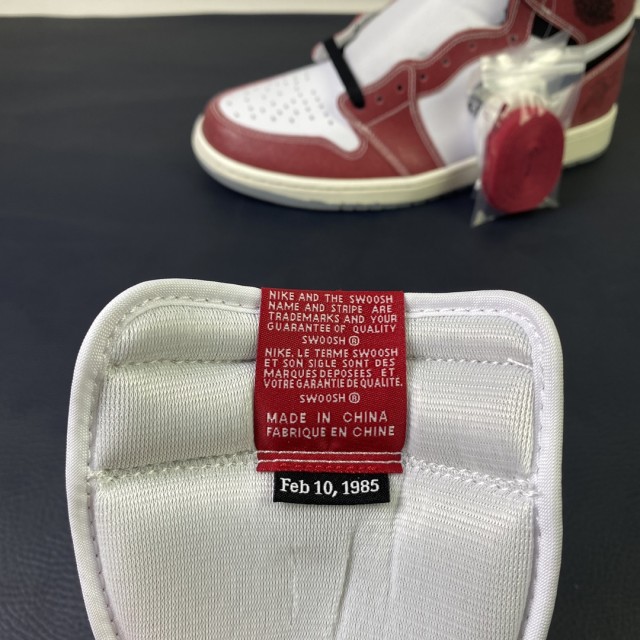 NIKE AND THE SWOOSH
NAME AND STRIPE ARE
TRADEMARKS AND YOUR
GUARANTEE OF QUALITY
SWOOSH ®
NIKE. LE TERME SWOOSH
ET SON SIGLE SONT DES
MARQUES DEPOSEES ET
VOTRE GARANTIE DE QUALITE.
SWOOSH ®
MADE IN CHINA
FABRIQUE EN CHINE
Feb 10, 1985